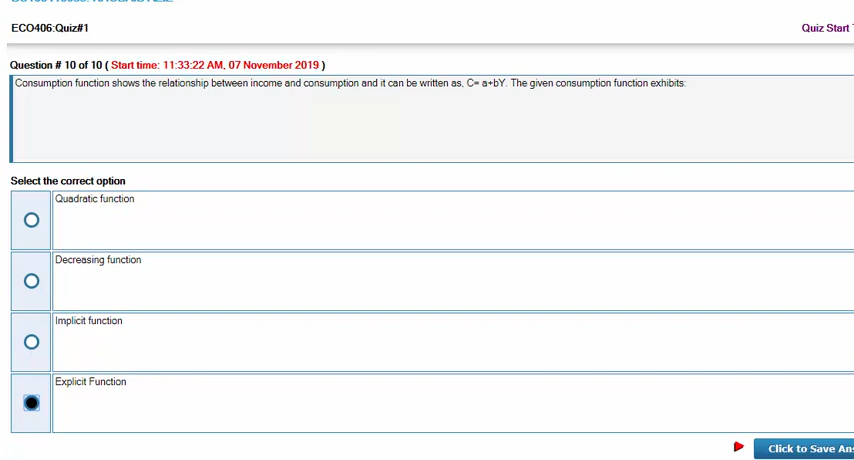 ECO406:Quiz#1
Quiz Start
Question # 10 of 10 ( Start time: 11:33:22 AM, 07 November 2019 )
Consumption function shows the relationship between income and consumption and it can be written as, C= a+bY. The given consumption function exhibits:
Select the correct option
Quadratic function
Decreasing function
Implicit function
Explicit Function
Click to Save